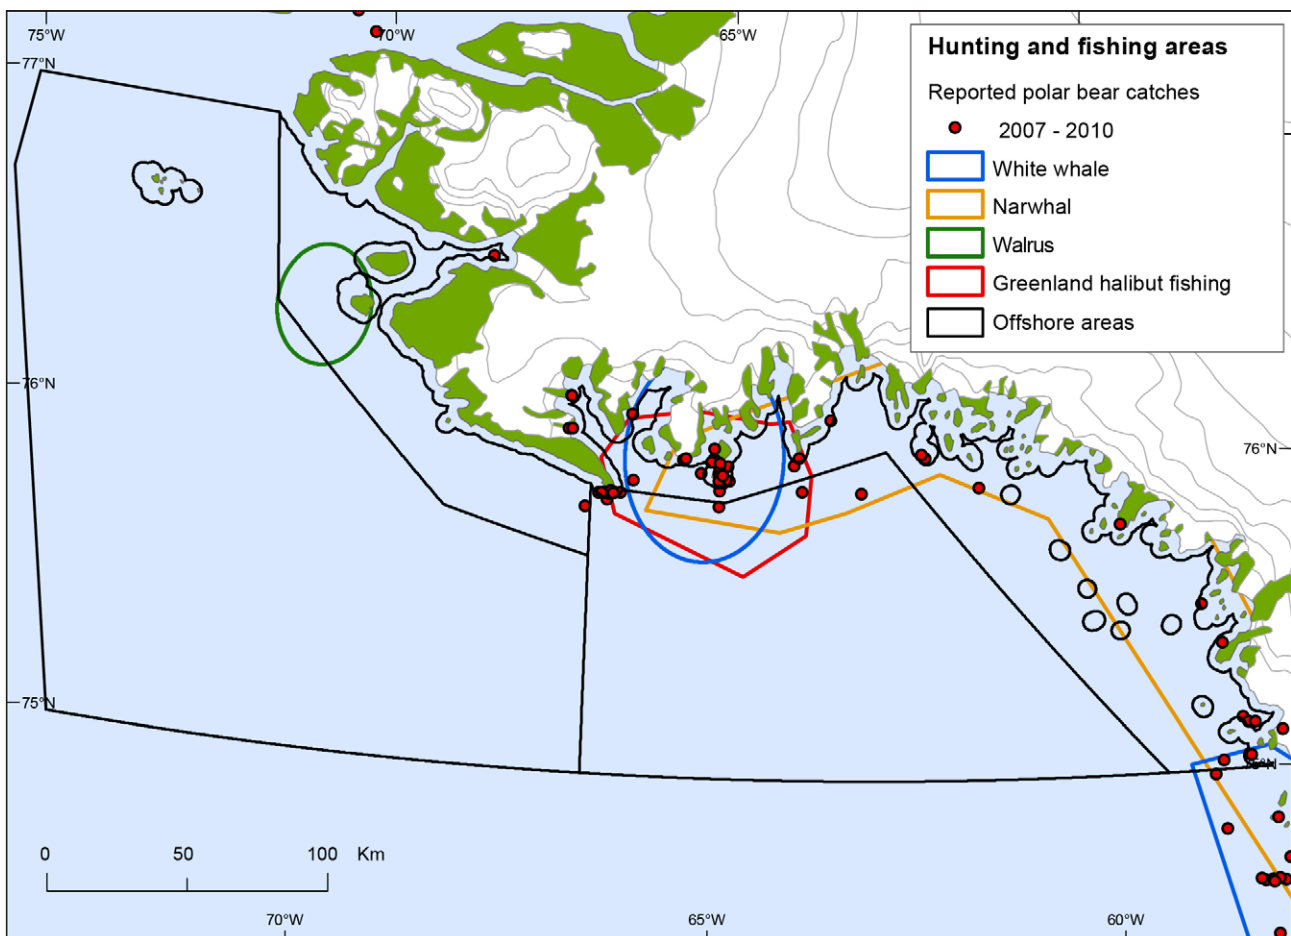 75°W
70°W
65°W
Hunting and fishing areas
77°N
Reported polar bear catches
2007 - 2010
White whale
Narwhal
Walrus
Greenland halibut fishing
Offshore areas
76°N
76°N
75°N
75°N
0 50 100 Km
70°W
65°W
60°W